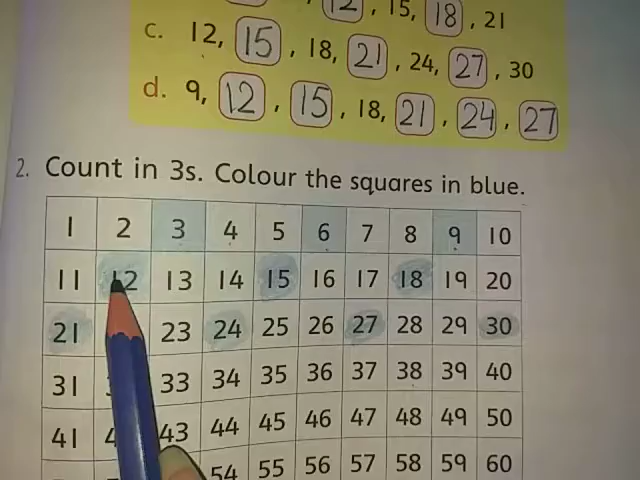 12, 15, 18, 21
c. 12, 15, 18, 21, 24, 27, 30
d. 9, 12, 15, 18, 21, 24, 27
2. Count in 3s. Colour the squares in blue.
1 2 3 4 5 6 7 8 9 10
11 12 13 14 15 16 17 18 19 20
21 23 24 25 26 27 28 29 30
31 33 34 35 36 37 38 39 40
41 43 44 45 46 47 48 49 50
54 55 56 57 58 59 60